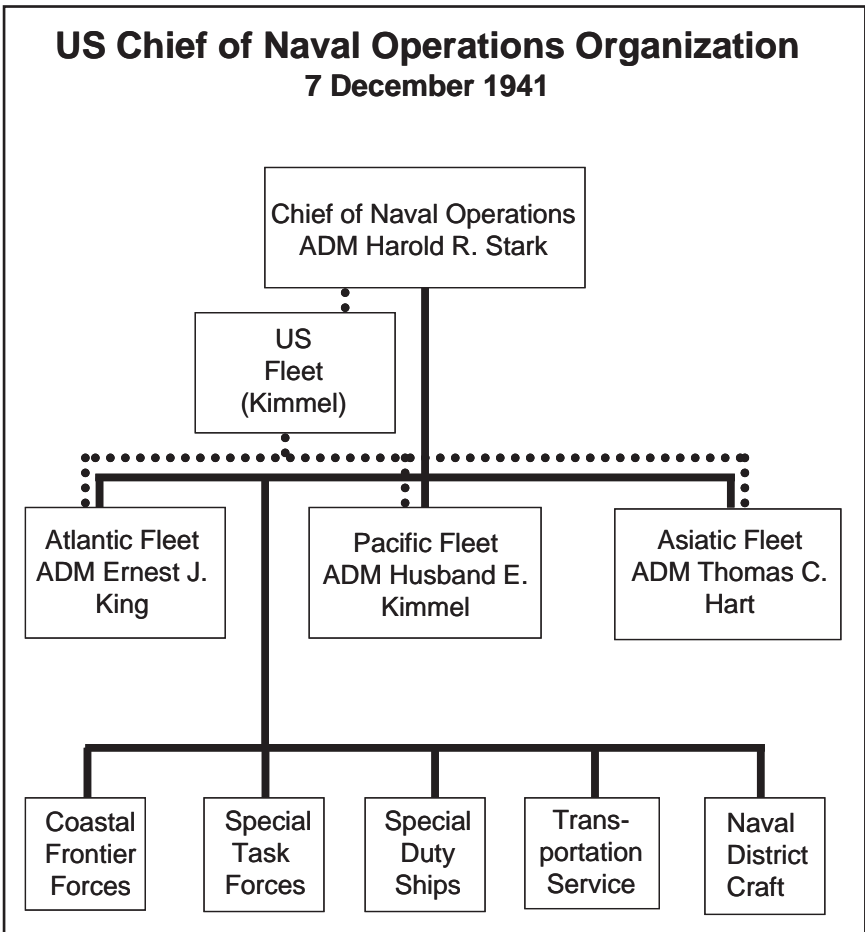 US Chief of Naval Operations Organization
7 December 1941
Chief of Naval Operations
ADM Harold R. Stark
US
Fleet
(Kimmel)
Atlantic Fleet
ADM Ernest J.
King
Pacific Fleet
ADM Husband E.
Kimmel
Asiatic Fleet
ADM Thomas C.
Hart
Coastal
Frontier
Forces
Special
Task
Forces
Special
Duty
Ships
Trans-
portation
Service
Naval
District
Craft